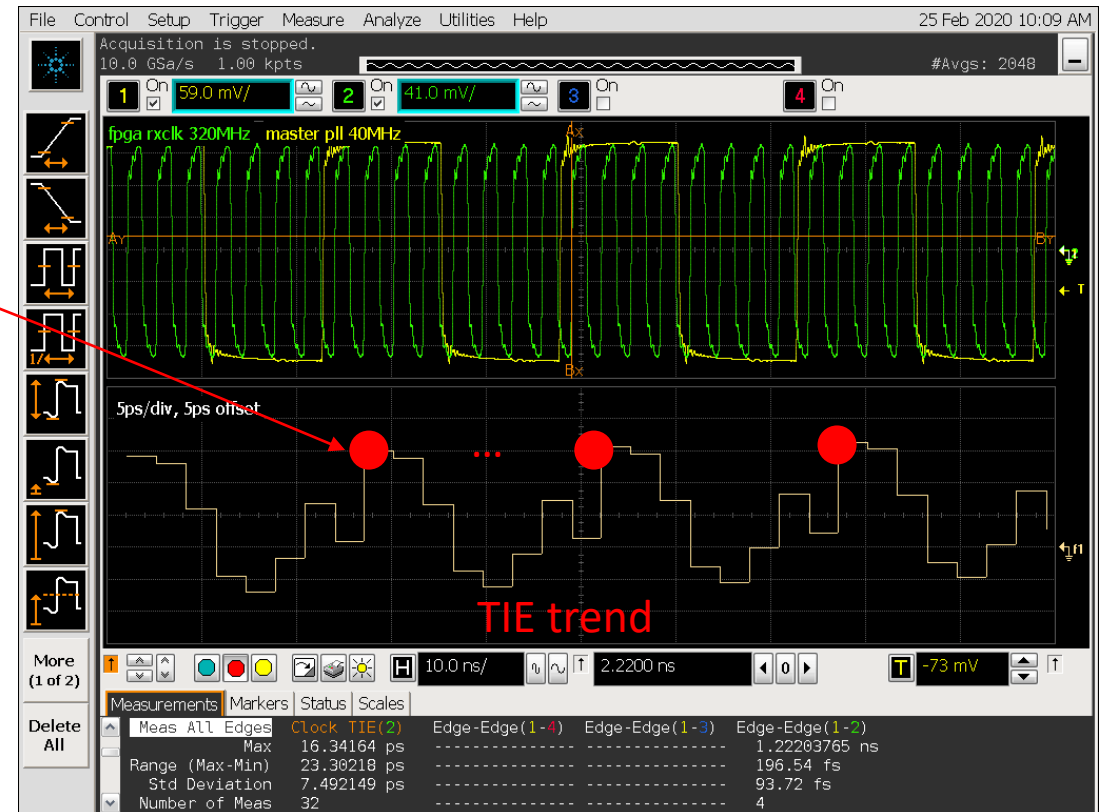 File Control Setup Trigger Measure Analyze Utilities Help 25 Feb 2020 10:09 AM
Acquisition is stopped.
10.0 GSa/s 1.00 kpts #Avgs: 2048
1 On 59.0 mV/ 2 On 41.0 mV/ 3 On 4 On
fpga rxclk 320MHz master pll 40MHz
Ax
Ay By
2
T
1/
Bx
5ps/div, 5ps offset
...
f1
TIE trend
More
(1 of 2)
H 10.0 ns/ 2.2200 ns 0 T -73 mV
Measurements Markers Status Scales
Delete
All
Meas All Edges Clock TIE(2) Edge-Edge(1-4) Edge-Edge(1-3) Edge-Edge(1-2)
Max 16.34164 ps --------------- --------------- 1.22203765 ns
Range (Max-Min) 23.30218 ps --------------- --------------- 196.54 fs
Std Deviation 7.492149 ps --------------- --------------- 93.72 fs
Number of Meas 32 --------------- --------------- 4